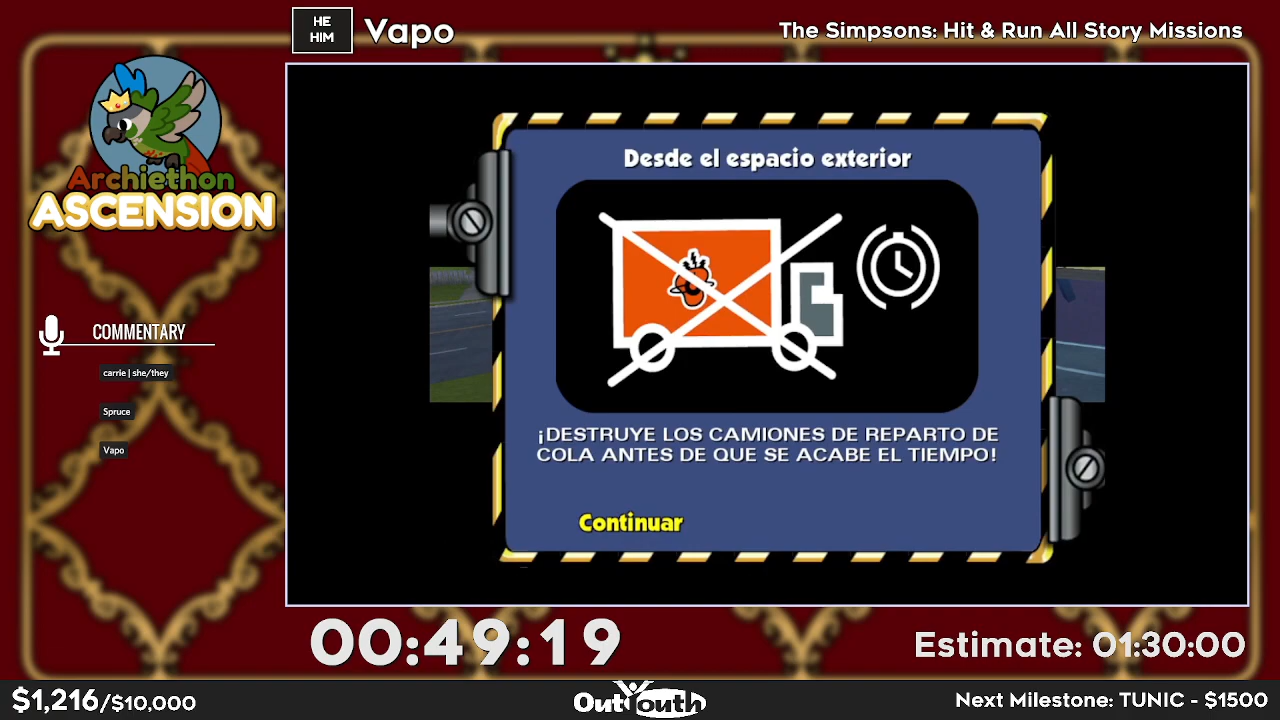 HE
HIM
Vapo
The Simpsons: Hit & Run All Story Missions
Archiethon
ASCENSION
COMMENTARY
carrie | she/they
Spruce
Vapo
Desde el espacio exterior
¡DESTRUYE LOS CAMIONES DE REPARTO DE
COLA ANTES DE QUE SE ACABE EL TIEMPO!
Continuar
00:49:19
Estimate: 01:30:00
$1,216/$10,000
OutYouth
Next Milestone: TUNIC - $1500